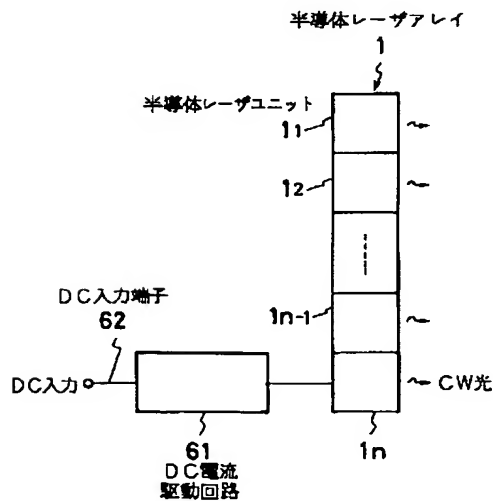 半導体レーザアレイ
1
半導体レーザユニット
11
12
1n-1
DC入力端子
62
DC入力
CW光
61
1n
DC電流
駆動回路